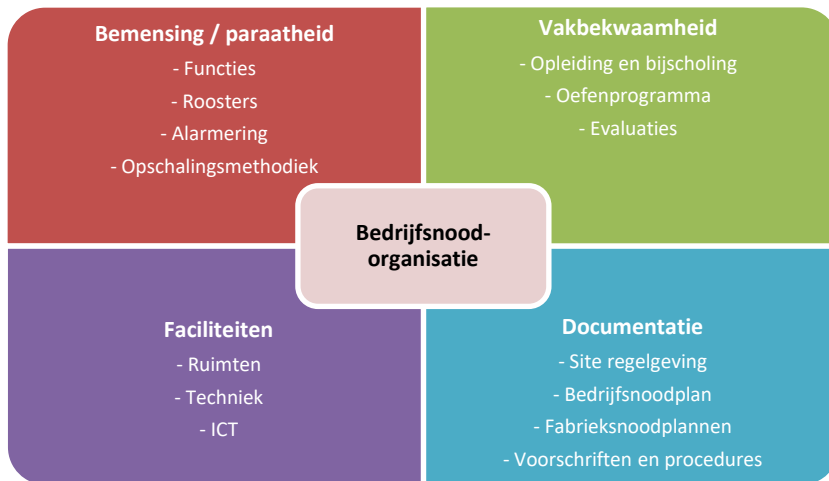 Bemensing / paraatheid
- Functies
- Roosters
- Alarmering
- Opschalingsmethodiek
Vakbekwaamheid
- Opleiding en bijscholing
- Oefenprogramma
- Evaluaties
Bedrijfsnood-
organisatie
Faciliteiten
- Ruimten
- Techniek
- ICT
Documentatie
- Site regelgeving
- Bedrijfsnoodplan
- Fabrieksnoodplannen
- Voorschriften en procedures